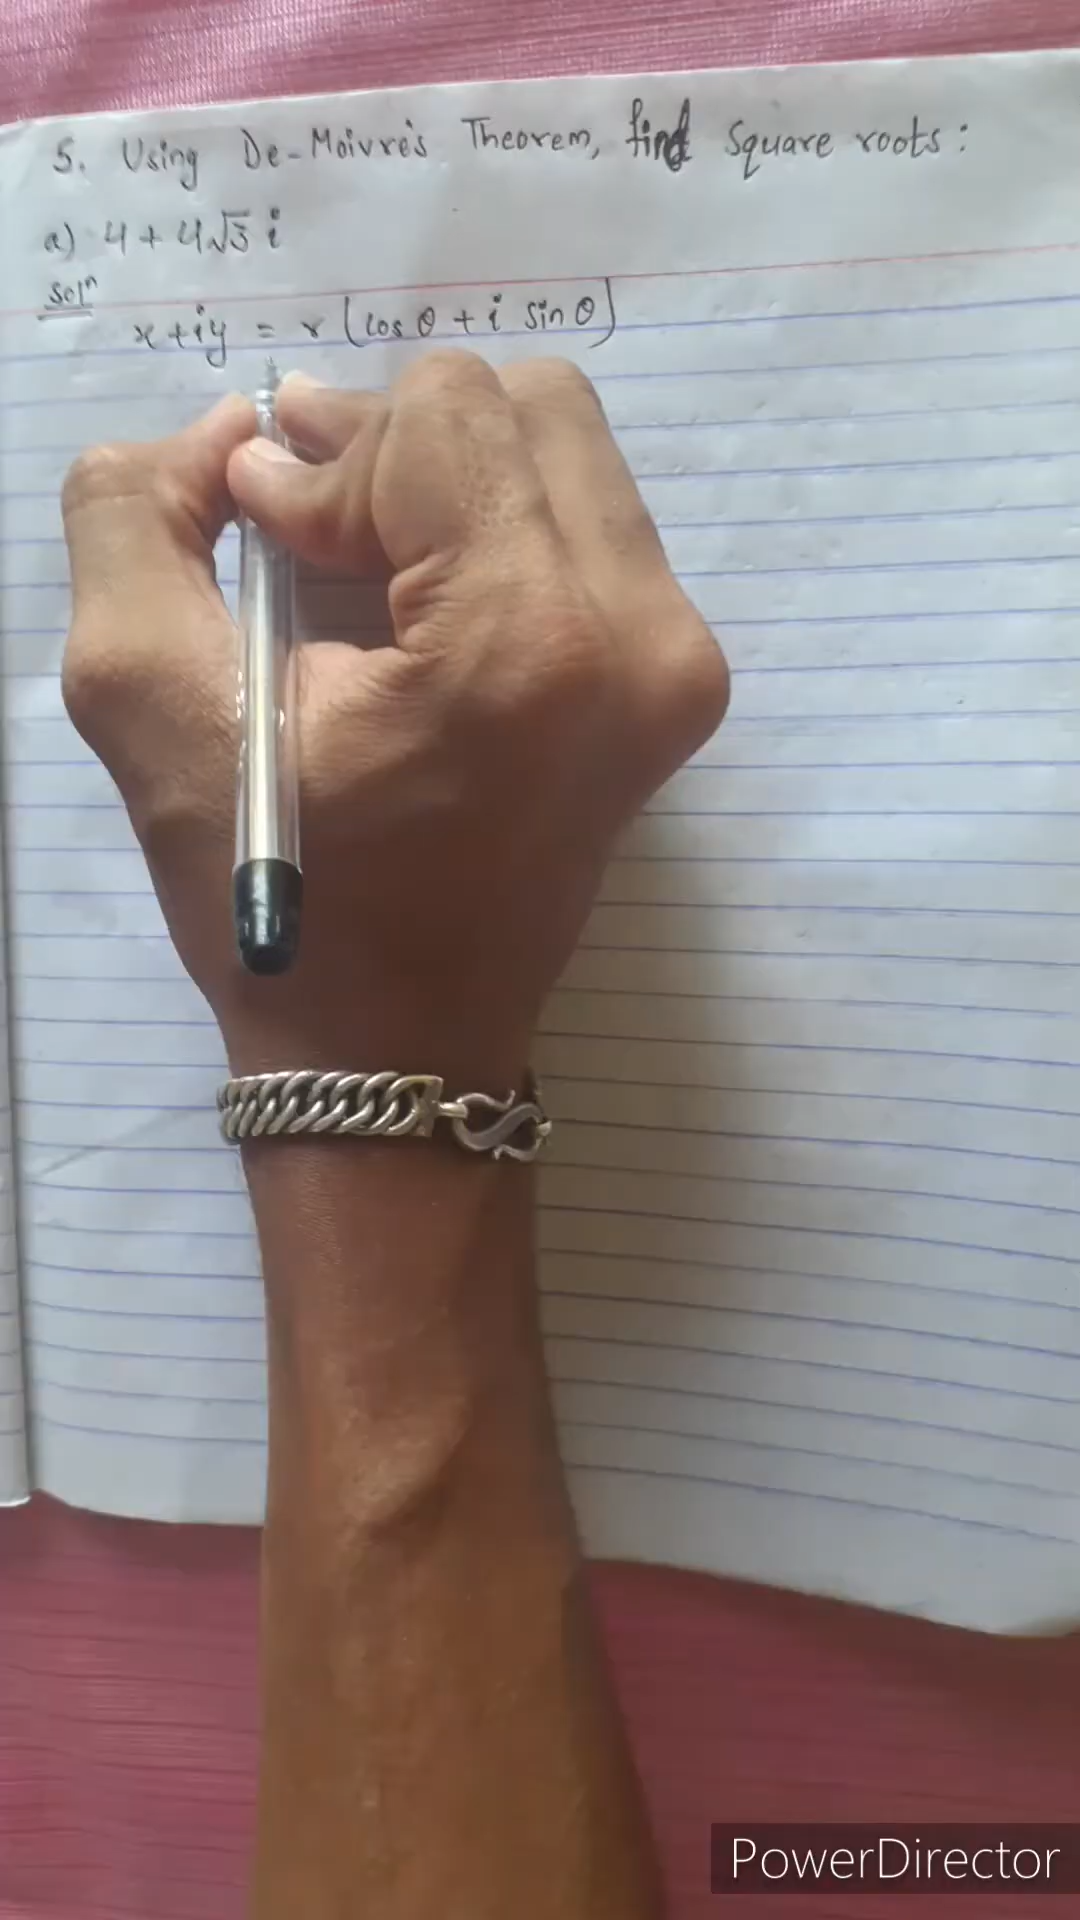 5. Using De-Moivre's Theorem, find Square roots:
a) 4 + 4√3 i
Solⁿ
x + iy = r (cos θ + i sin θ)
PowerDirector